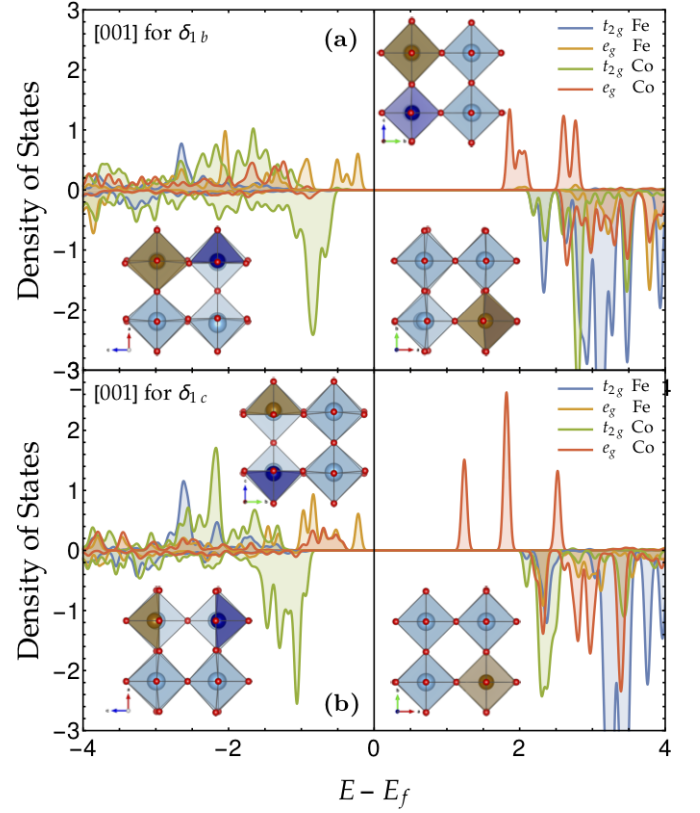 [001] for δ1 b
(a)
t2g Fe
eg Fe
t2g Co
eg Co
3
2
1
0
−1
−2
−3
Density of States
[001] for δ1 c
t2g Fe
eg Fe
t2g Co
eg Co
4
2
1
0
−1
−2
−3
Density of States
(b)
−4
−2
0
2
4
E − Ef